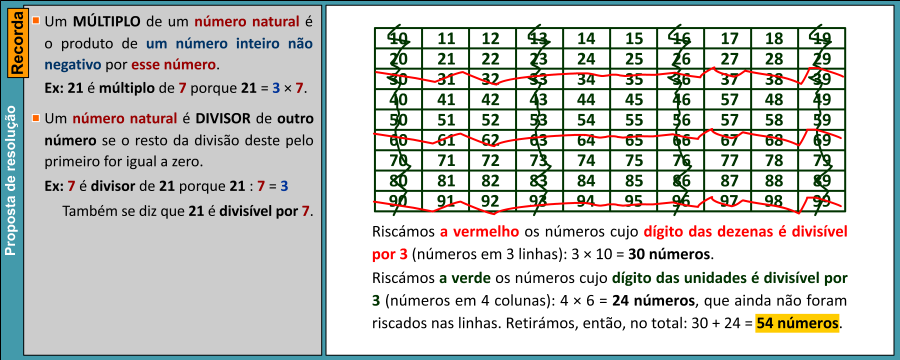 Recorda
Proposta de resolução
Um MÚLTIPLO de um número natural é
o produto de um número inteiro não
negativo por esse número.
Ex: 21 é múltiplo de 7 porque 21 = 3 × 7.
Um número natural é DIVISOR de outro
número se o resto da divisão deste pelo
primeiro for igual a zero.
Ex: 7 é divisor de 21 porque 21 : 7 = 3
Também se diz que 21 é divisível por 7.
10 11 12 13 14 15 16 17 18 19
20 21 22 23 24 25 26 27 28 29
30 31 32 33 34 35 36 37 38 39
40 41 42 43 44 45 46 47 48 49
50 51 52 53 54 55 56 57 58 59
60 61 62 63 64 65 66 67 68 69
70 71 72 73 74 75 76 77 78 79
80 81 82 83 84 85 86 87 88 89
90 91 92 93 94 95 96 97 98 99
Riscámos a vermelho os números cujo dígito das dezenas é divisível
por 3 (números em 3 linhas): 3 × 10 = 30 números.
Riscámos a verde os números cujo dígito das unidades é divisível por
3 (números em 4 colunas): 4 × 6 = 24 números, que ainda não foram
riscados nas linhas. Retirámos, então, no total: 30 + 24 = 54 números.